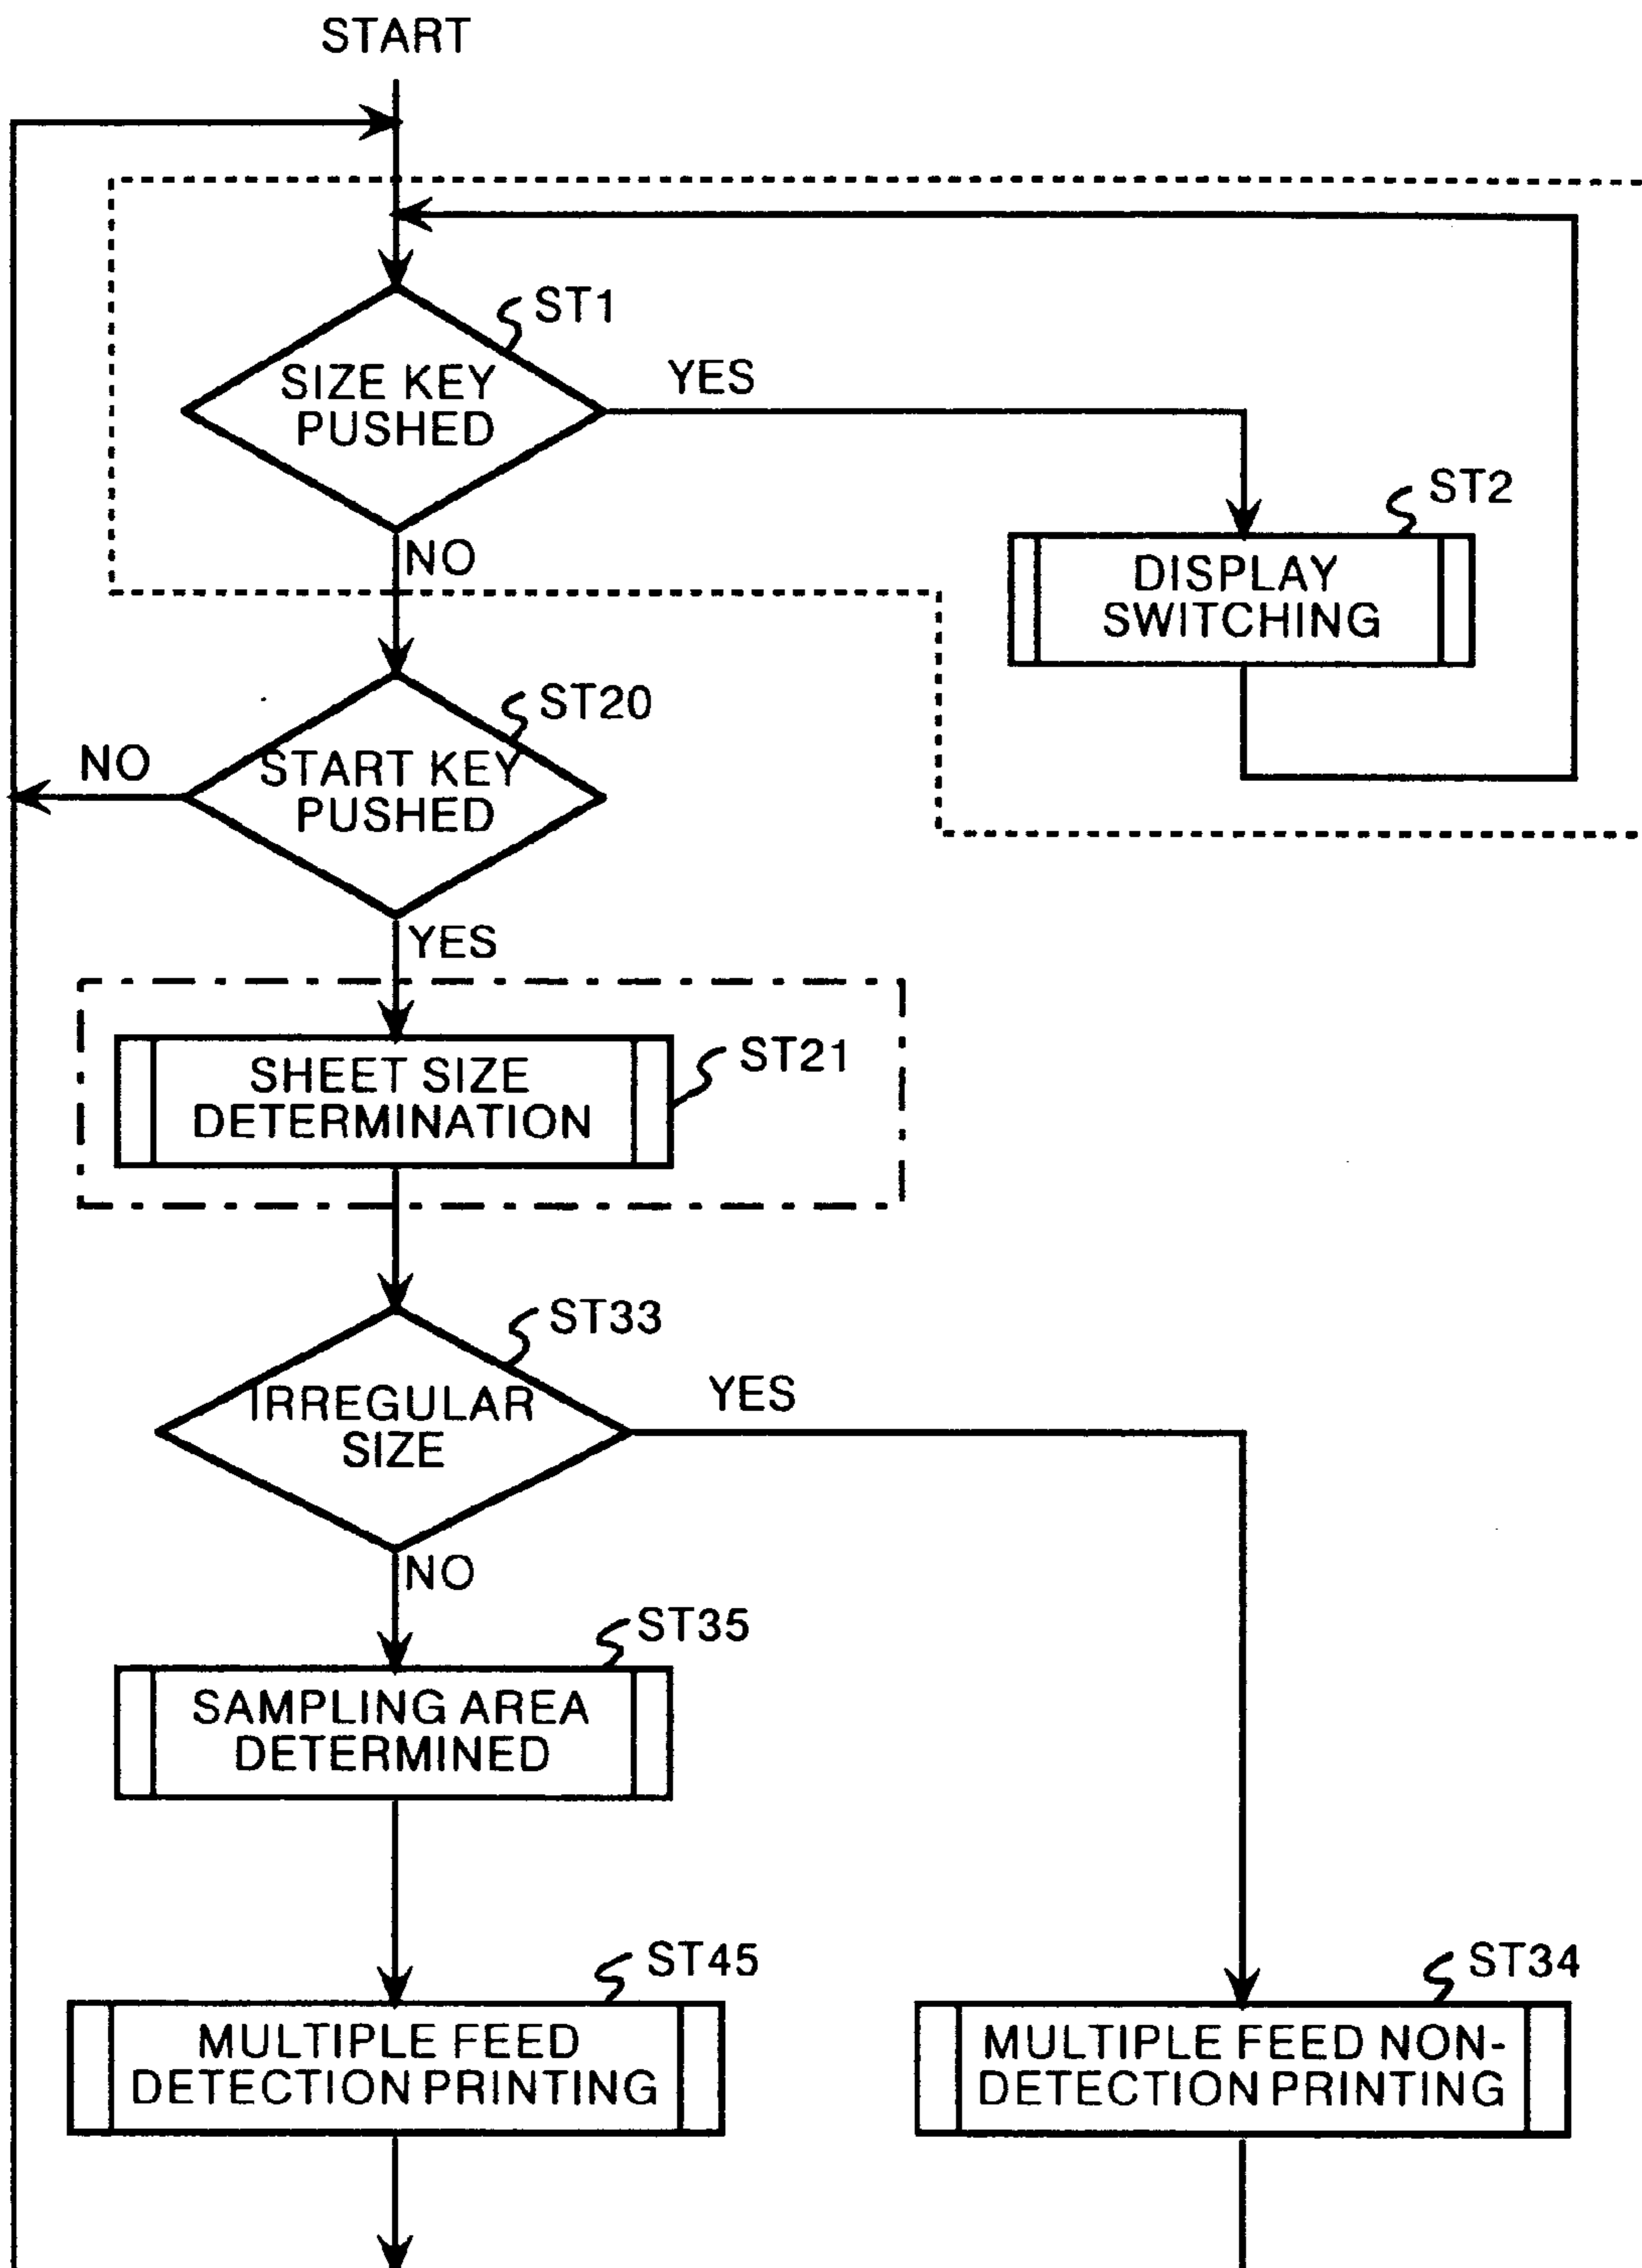 START
ST1
SIZE KEY
PUSHED
YES
NO
ST2
DISPLAY
SWITCHING
ST20
START KEY
PUSHED
NO
YES
ST21
SHEET SIZE
DETERMINATION
ST33
IRREGULAR
SIZE
YES
NO
ST35
SAMPLING AREA
DETERMINED
ST45
MULTIPLE FEED
DETECTION PRINTING
ST34
MULTIPLE FEED NON-
DETECTION PRINTING